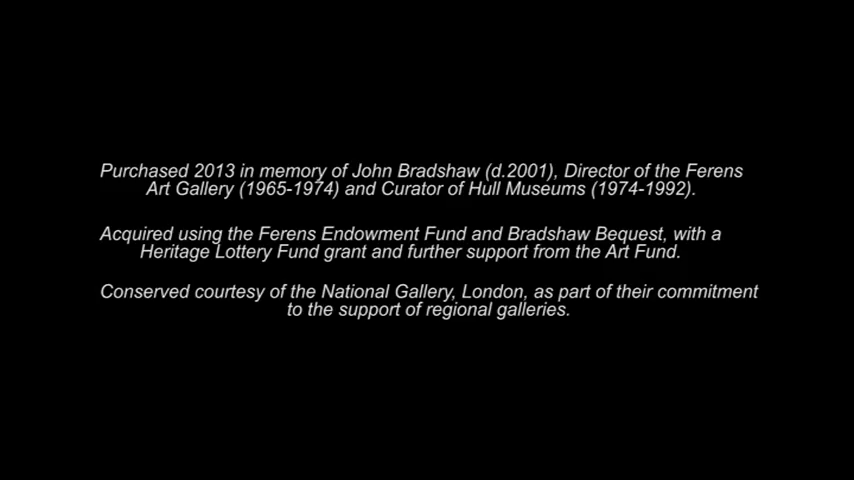 Purchased 2013 in memory of John Bradshaw (d.2001), Director of the Ferens
Art Gallery (1965-1974) and Curator of Hull Museums (1974-1992).
Acquired using the Ferens Endowment Fund and Bradshaw Bequest, with a
Heritage Lottery Fund grant and further support from the Art Fund.
Conserved courtesy of the National Gallery, London, as part of their commitment
to the support of regional galleries.